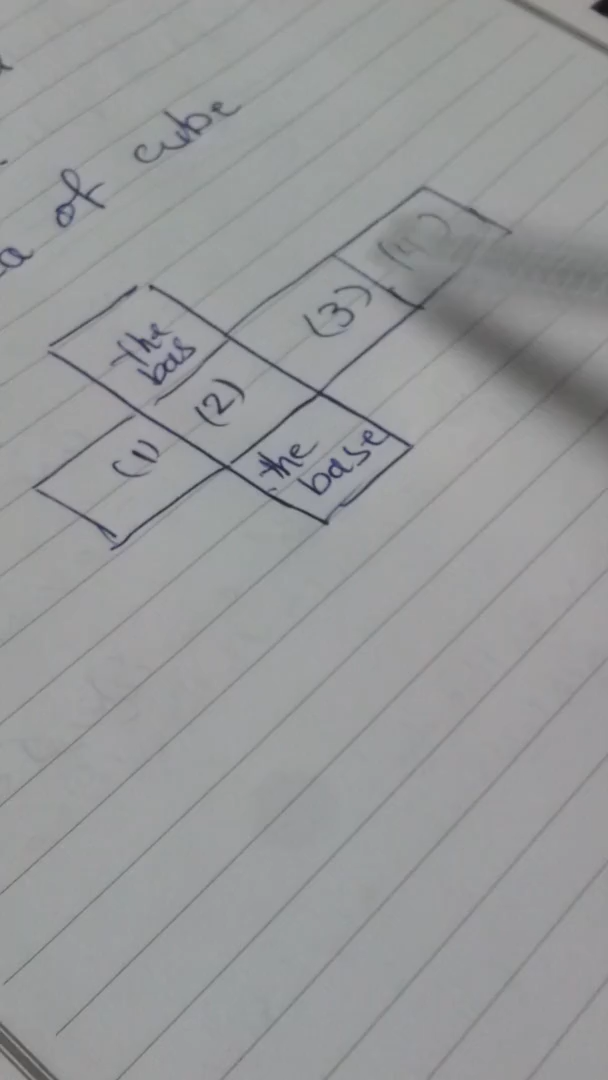 a of cube
the
bas
(1)
(2)
(3)
(4)
the
base